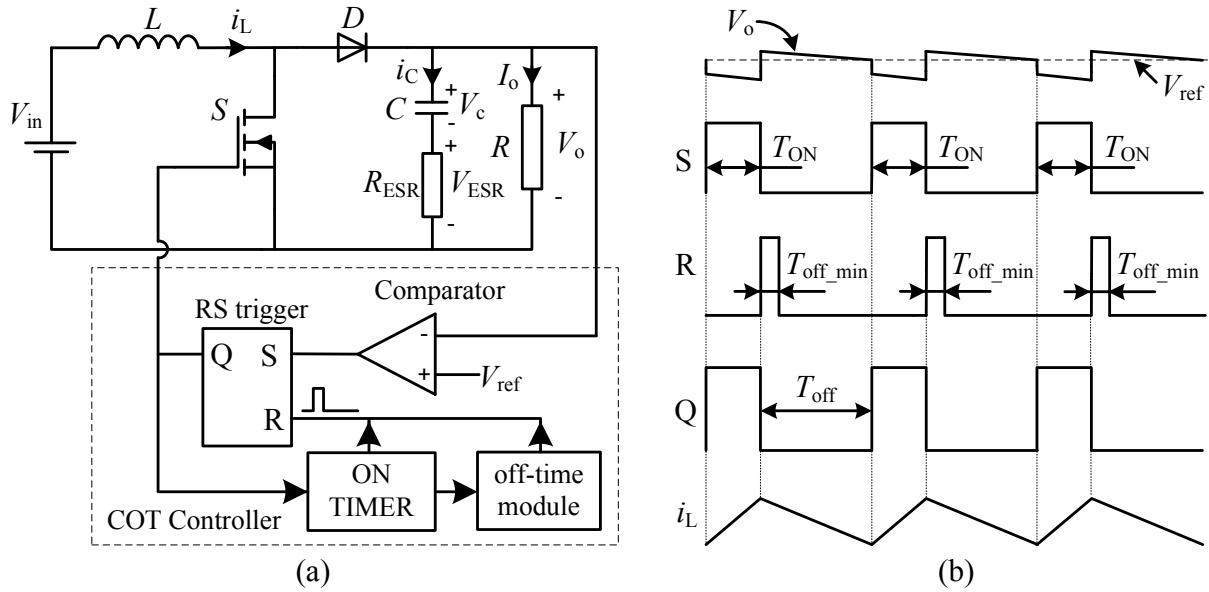 L
i_L
D
V_in
S
i_C
C
+
V_c
-
I_o
+
R
V_o
-
R_ESR
+
V_ESR
-
RS trigger
Comparator
Q
S
R
-
+
V_ref
ON
TIMER
off-time
module
COT Controller
(a)
V_o
V_ref
S
T_ON
T_ON
T_ON
R
T_off_min
T_off_min
T_off_min
Q
T_off
i_L
(b)